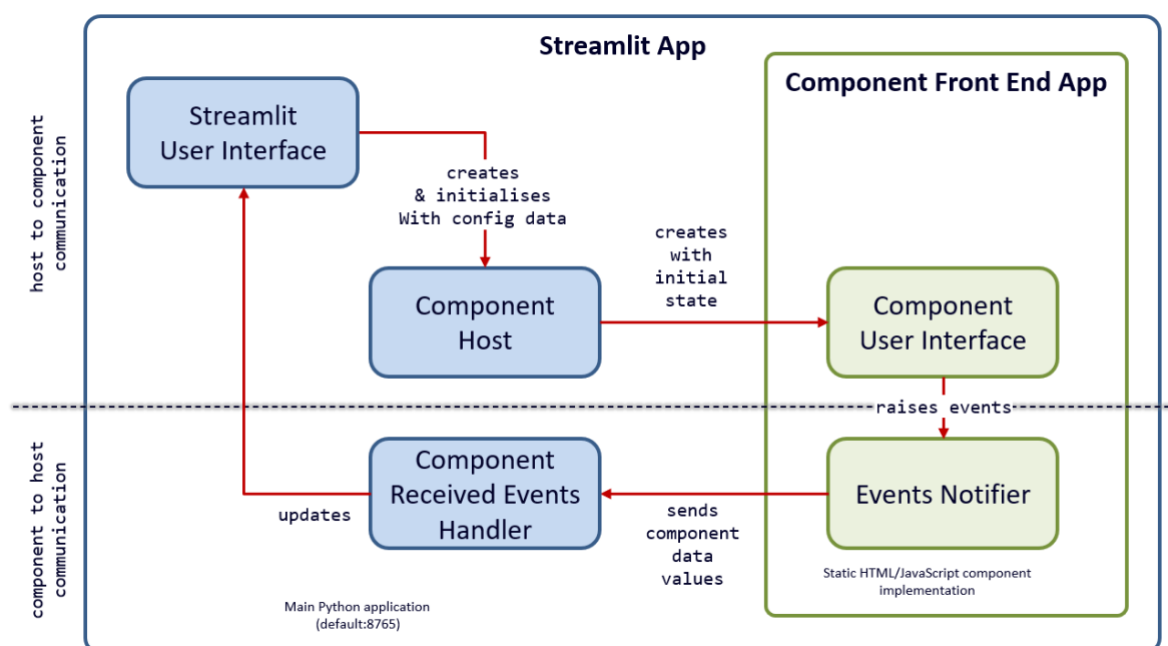 Streamlit App
Component Front End App
host to component
communication
Streamlit
User Interface
creates
& initialises
With config data
Component
Host
creates
with
initial
state
Component
User Interface
raises events
component to host
communication
Events Notifier
sends
component
data
values
Component
Received Events
Handler
updates
Static HTML/JavaScript component
implementation
Main Python application
(default:8765)